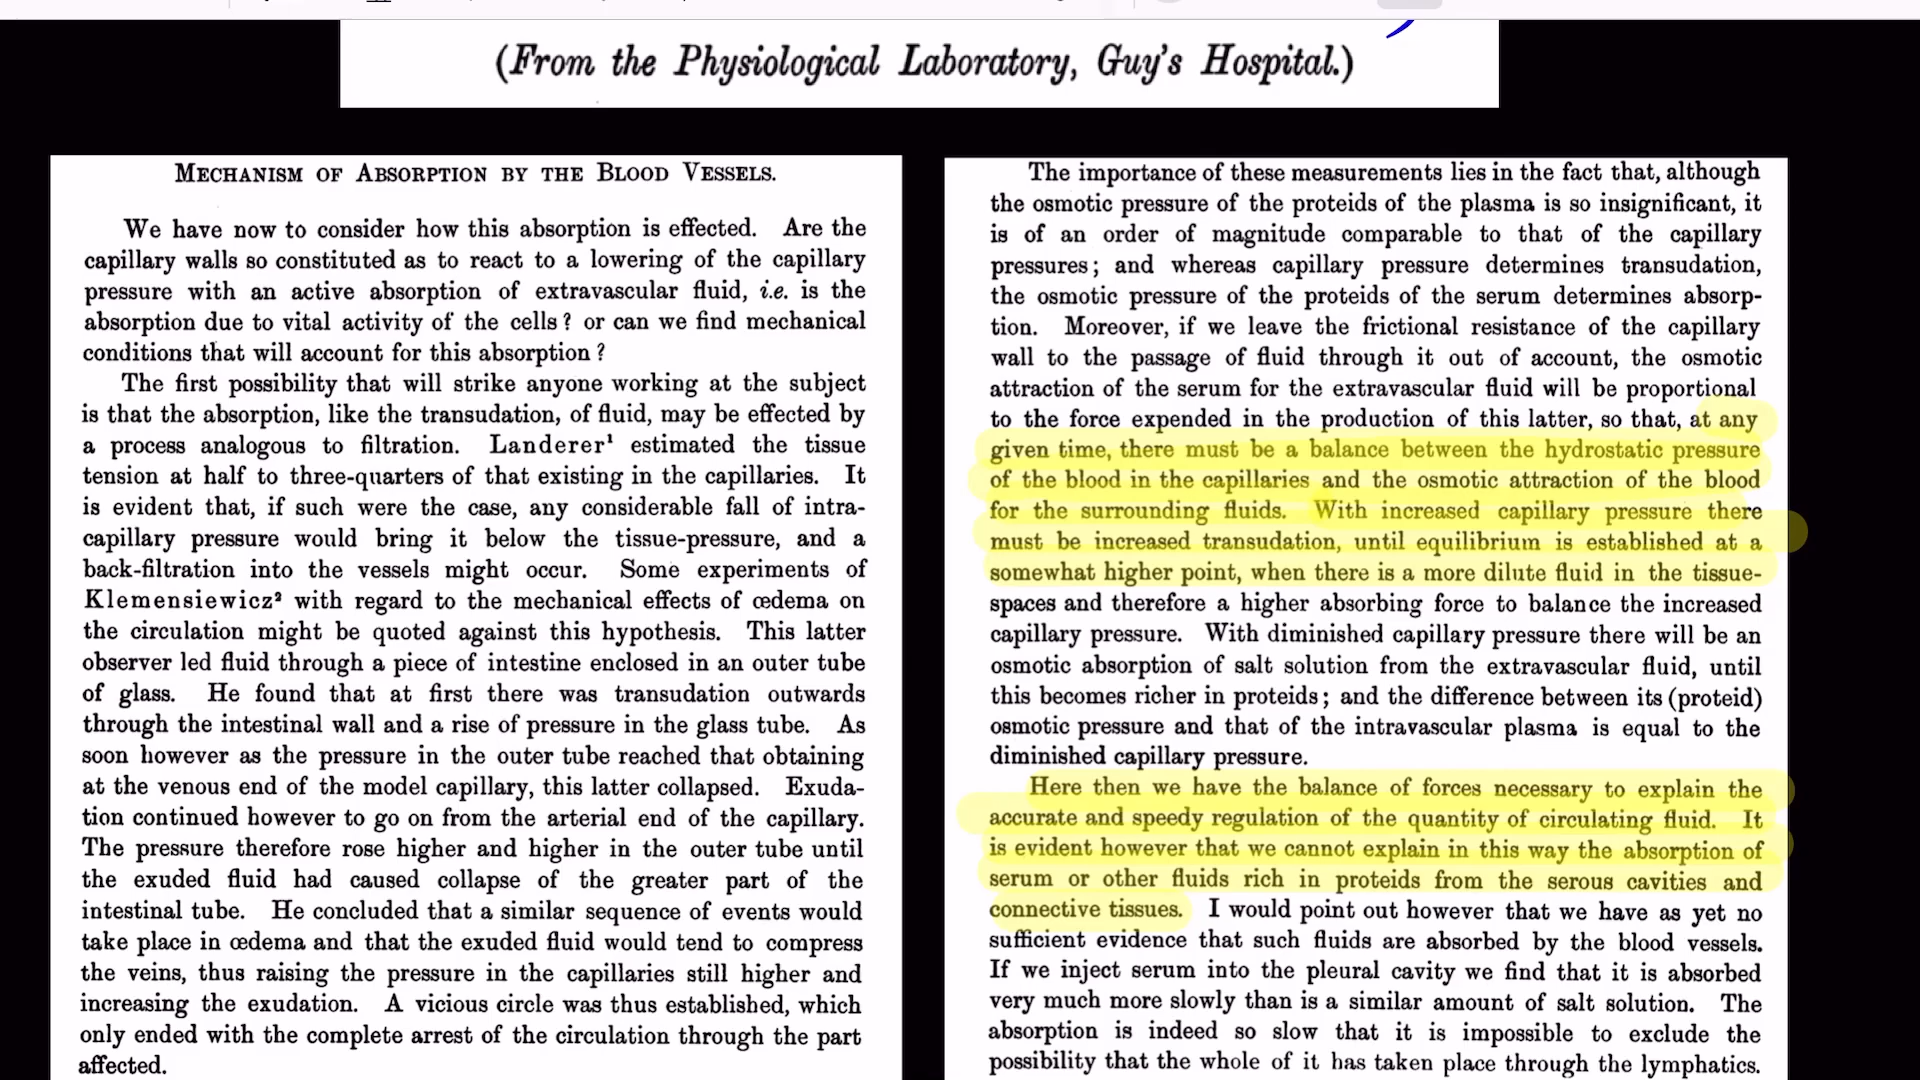 (From the Physiological Laboratory, Guy's Hospital.)
MECHANISM OF ABSORPTION BY THE BLOOD VESSELS.
We have now to consider how this absorption is effected. Are the
capillary walls so constituted as to react to a lowering of the capillary
pressure with an active absorption of extravascular fluid, i.e. is the
absorption due to vital activity of the cells? or can we find mechanical
conditions that will account for this absorption?
The first possibility that will strike anyone working at the subject
is that the absorption, like the transudation, of fluid, may be effected by
a process analogous to filtration. Landerer¹ estimated the tissue
tension at half to three-quarters of that existing in the capillaries. It
is evident that, if such were the case, any considerable fall of intra-
capillary pressure would bring it below the tissue-pressure, and a
back-filtration into the vessels might occur. Some experiments of
Klemensiewicz² with regard to the mechanical effects of œdema on
the circulation might be quoted against this hypothesis. This latter
observer led fluid through a piece of intestine enclosed in an outer tube
of glass. He found that at first there was transudation outwards
through the intestinal wall and a rise of pressure in the glass tube. As
soon however as the pressure in the outer tube reached that obtaining
at the venous end of the model capillary, this latter collapsed. Exuda-
tion continued however to go on from the arterial end of the capillary.
The pressure therefore rose higher and higher in the outer tube until
the exuded fluid had caused collapse of the greater part of the
intestinal tube. He concluded that a similar sequence of events would
take place in œdema and that the exuded fluid would tend to compress
the veins, thus raising the pressure in the capillaries still higher and
increasing the exudation. A vicious circle was thus established, which
only ended with the complete arrest of the circulation through the part
affected.
The importance of these measurements lies in the fact that, although
the osmotic pressure of the proteids of the plasma is so insignificant, it
is of an order of magnitude comparable to that of the capillary
pressures; and whereas capillary pressure determines transudation,
the osmotic pressure of the proteids of the serum determines absorp-
tion. Moreover, if we leave the frictional resistance of the capillary
wall to the passage of fluid through it out of account, the osmotic
attraction of the serum for the extravascular fluid will be proportional
to the force expended in the production of this latter, so that, at any
given time, there must be a balance between the hydrostatic pressure
of the blood in the capillaries and the osmotic attraction of the blood
for the surrounding fluids. With increased capillary pressure there
must be increased transudation, until equilibrium is established at a
somewhat higher point, when there is a more dilute fluid in the tissue-
spaces and therefore a higher absorbing force to balance the increased
capillary pressure. With diminished capillary pressure there will be an
osmotic absorption of salt solution from the extravascular fluid, until
this becomes richer in proteids; and the difference between its (proteid)
osmotic pressure and that of the intravascular plasma is equal to the
diminished capillary pressure.
Here then we have the balance of forces necessary to explain the
accurate and speedy regulation of the quantity of circulating fluid. It
is evident however that we cannot explain in this way the absorption of
serum or other fluids rich in proteids from the serous cavities and
connective tissues. I would point out however that we have as yet no
sufficient evidence that such fluids are absorbed by the blood vessels.
If we inject serum into the pleural cavity we find that it is absorbed
very much more slowly than is a similar amount of salt solution. The
absorption is indeed so slow that it is impossible to exclude the
possibility that the whole of it has taken place through the lymphatics.